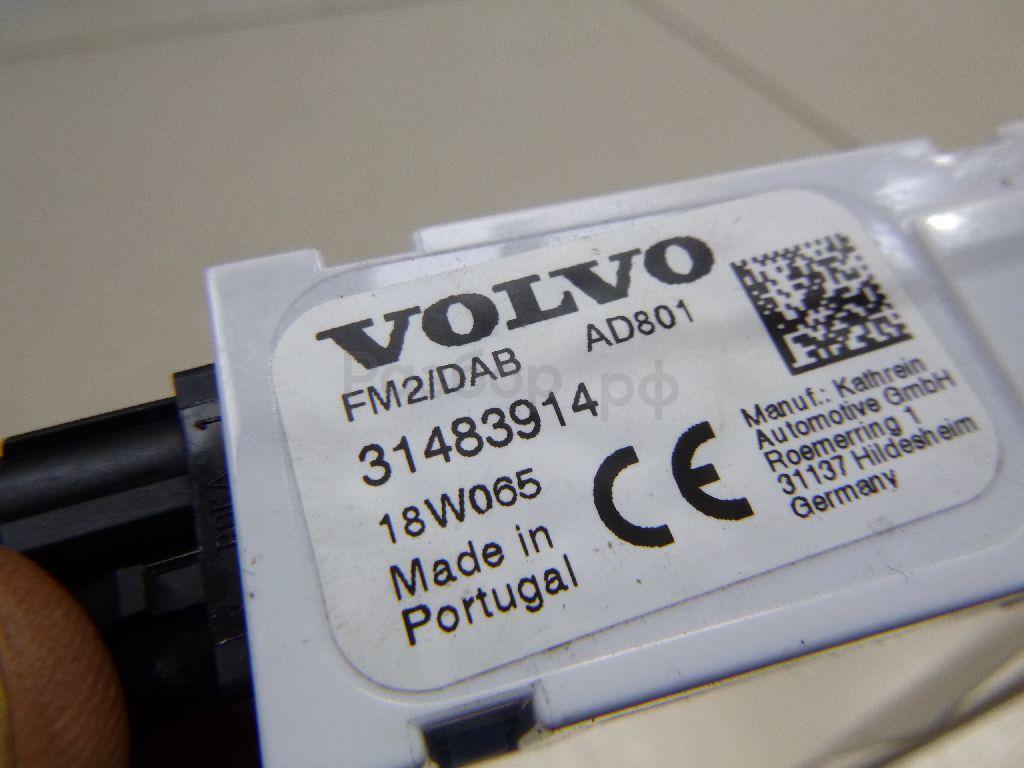 VOLVO
FM2/DAB AD801
31483914
18W065
Made in
Portugal
CE
Manuf.: Kathrein
Automotive GmbH
Roemerring 1
31137 Hildesheim
Germany
1